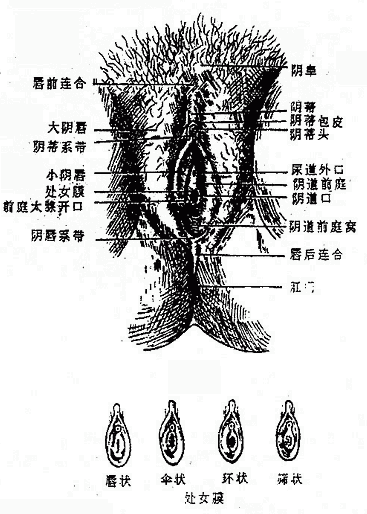 阴阜
唇前连合
阴蒂
阴蒂包皮
大阴唇
阴蒂头
阴蒂系带
小阴唇
尿道外口
处女膜
阴道前庭
前庭大腺开口
阴道口
阴道前庭窝
阴唇系带
唇后连合
肛门
唇状
伞状
环状
筛状
处女膜